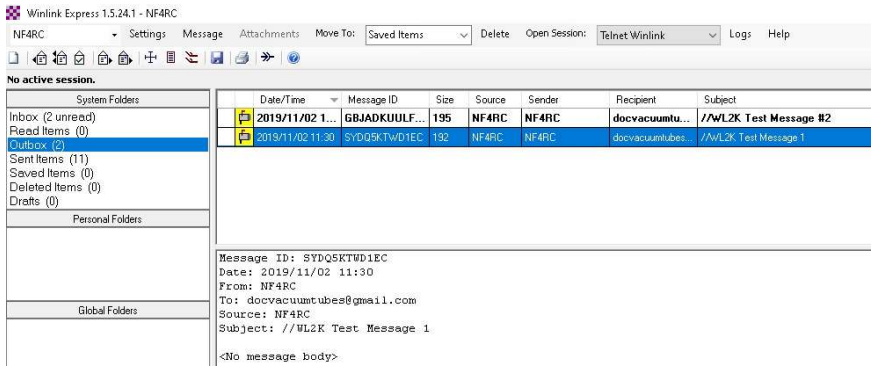 Winlink Express 1.5.24.1 - NF4RC
NF4RC Settings Message Attachments Move To: Saved Items Delete Open Session: Telnet Winlink Logs Help
No active session.
System Folders
Inbox (2 unread)
Read Items (0)
Outbox (2)
Sent Items (11)
Saved Items (0)
Deleted Items (0)
Drafts (0)
Personal Folders
Global Folders
Date/Time Message ID Size Source Sender Recipient Subject
2019/11/02 1... GBJADKUULF... 195 NF4RC NF4RC docvacuumtu... //WL2K Test Message #2
2019/11/02 11:30 SYDQ5KTWD1EC 192 NF4RC NF4RC docvacuumtubes... //WL2K Test Message 1
Message ID: SYDQ5KTWD1EC
Date: 2019/11/02 11:30
From: NF4RC
To: docvacuumtubes@gmail.com
Source: NF4RC
Subject: //WL2K Test Message 1
<No message body>